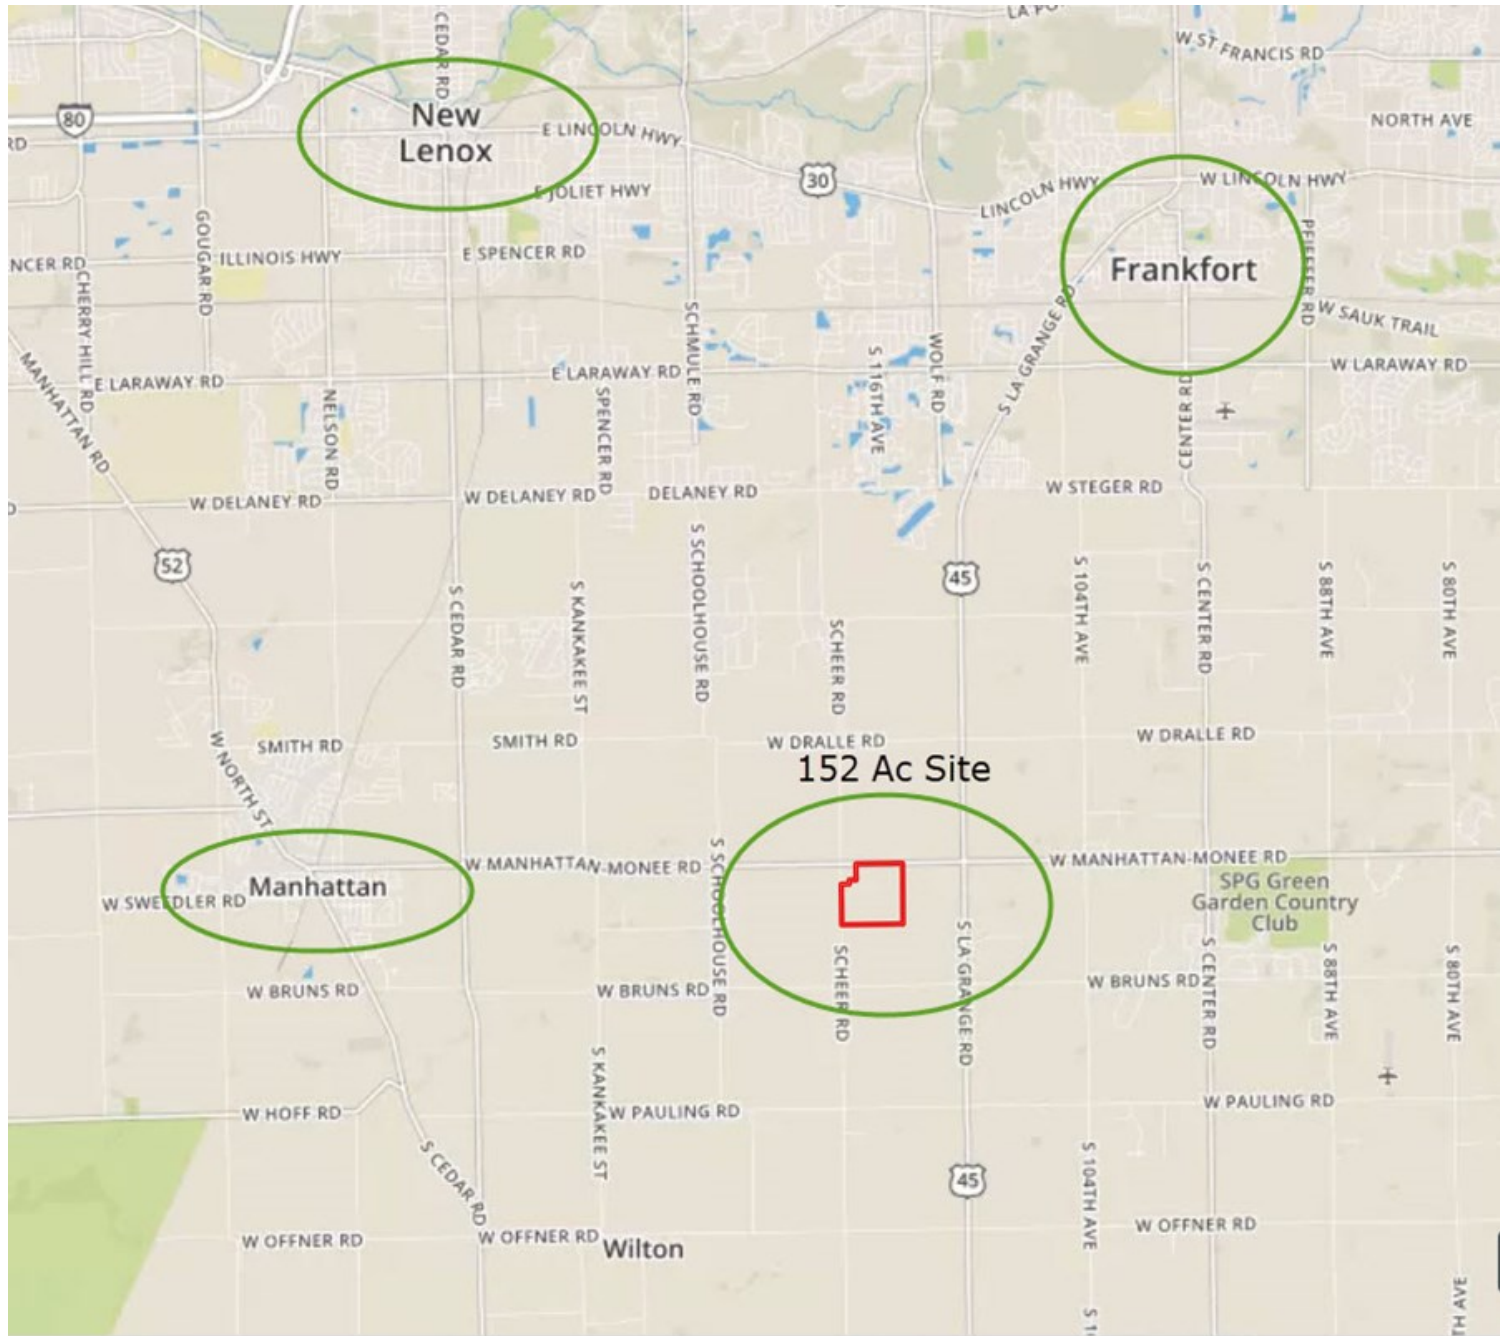 CEDAR RD
W ST FRANCIS RD
80
New
Lenox
E LINCOLN HWY
NORTH AVE
RD
30
E JOLIET HWY
LINCOLN HWY
W LINCOLN HWY
GOUGAR RD
PFEIFFER RD
ILLINOIS HWY
E SPENCER RD
NCER RD
CHERRY HILL RD
Frankfort
SCHMULE RD
S LA GRANGE RD
W SAUK TRAIL
WOLF RD
S 116TH AVE
MANHATTAN RD
E LARAWAY RD
E LARAWAY RD
W LARAWAY RD
NELSON RD
SPENCER RD
CENTER RD
W DELANEY RD
W DELANEY RD
DELANEY RD
W STEGER RD
52
45
S CEDAR RD
S KANKAKEE ST
S SCHOOLHOUSE RD
SCHEER RD
S 104TH AVE
S CENTER RD
S 88TH AVE
S 80TH AVE
W NORTH ST
SMITH RD
SMITH RD
W DRALLE RD
W DRALLE RD
152 Ac Site
W MANHATTAN-MONEE RD
W MANHATTAN-MONEE RD
Manhattan
W SWEEDLER RD
S SCHOOLHOUSE RD
SPG Green
Garden Country
Club
SCHEER RD
S LA GRANGE RD
S CENTER RD
S 88TH AVE
S 80TH AVE
W BRUNS RD
W BRUNS RD
W BRUNS RD
S KANKAKEE ST
W HOFF RD
W PAULING RD
W PAULING RD
S CEDAR RD
45
S 104TH AVE
W OFFNER RD
W OFFNER RD
Wilton
W OFFNER RD
H AVE